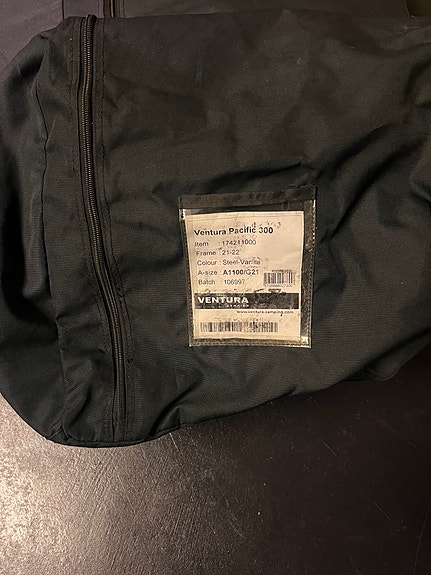 Ventura Pacific 300
Item : 174211000
Frame : 21-22
Colour : Steel-Vanilla
A-size : A1100/G21
Batch : 106997
VENTURA
CAMPING
www.ventura-camping.com